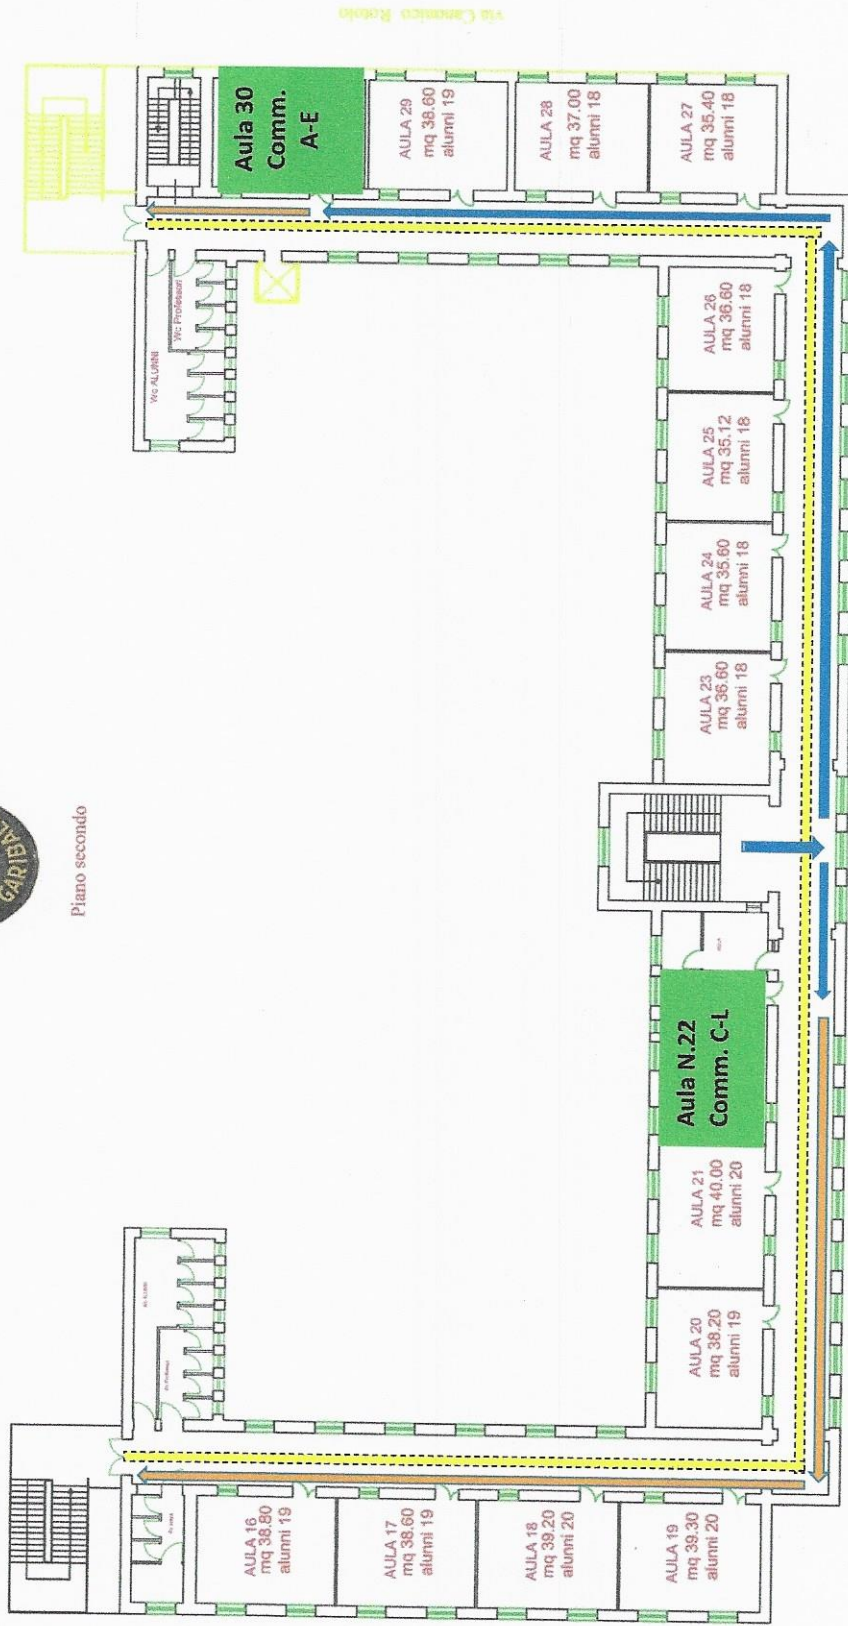 via Canonico Rotolo
GARIBAL
Piano secondo
Aula 30
Comm.
A-E
AULA 29
mq 38.60
alunni 19
AULA 28
mq 37.00
alunni 18
AULA 27
mq 35.40
alunni 18
Wc ALUNNI
Wc Professori
AULA 26
mq 36.60
alunni 18
AULA 25
mq 35.12
alunni 18
AULA 24
mq 35.60
alunni 18
AULA 23
mq 36.60
alunni 18
Aula N.22
Comm. C-L
AULA 21
mq 40.00
alunni 20
AULA 20
mq 38.20
alunni 19
AULA 16
mq 38.80
alunni 19
AULA 17
mq 38.60
alunni 19
AULA 18
mq 39.20
alunni 20
AULA 19
mq 39.30
alunni 20